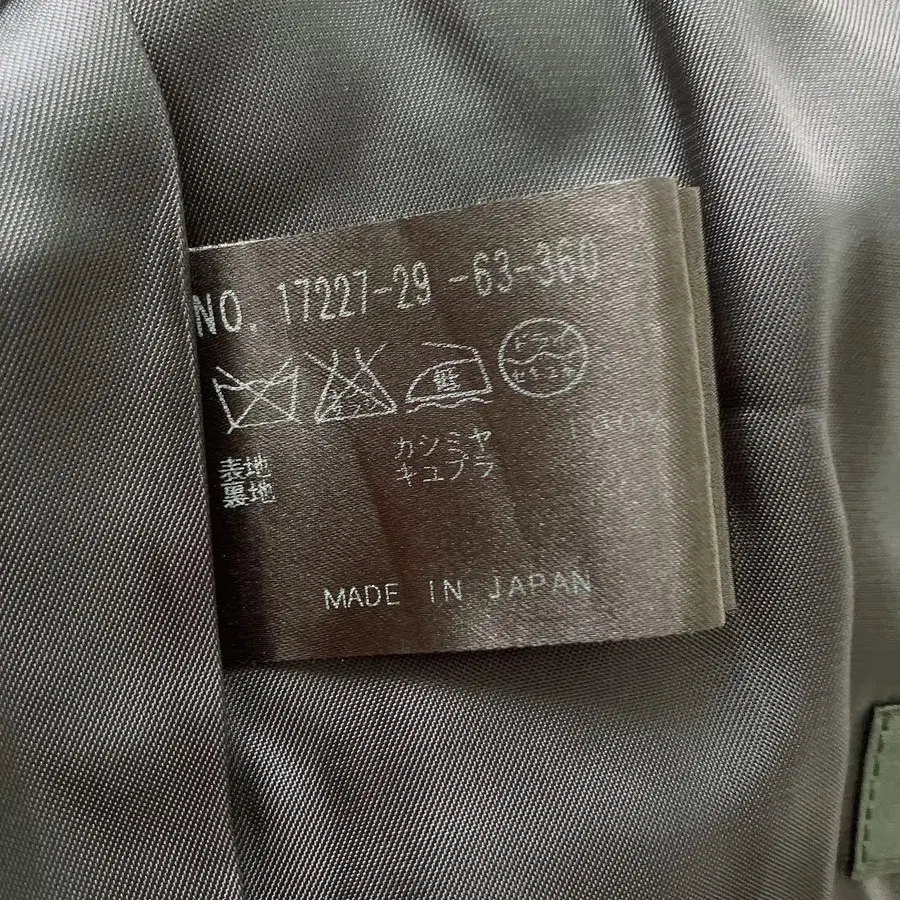 NO. 17227-29 -63-360
表地 カシミヤ
裏地 キュプラ
MADE IN JAPAN